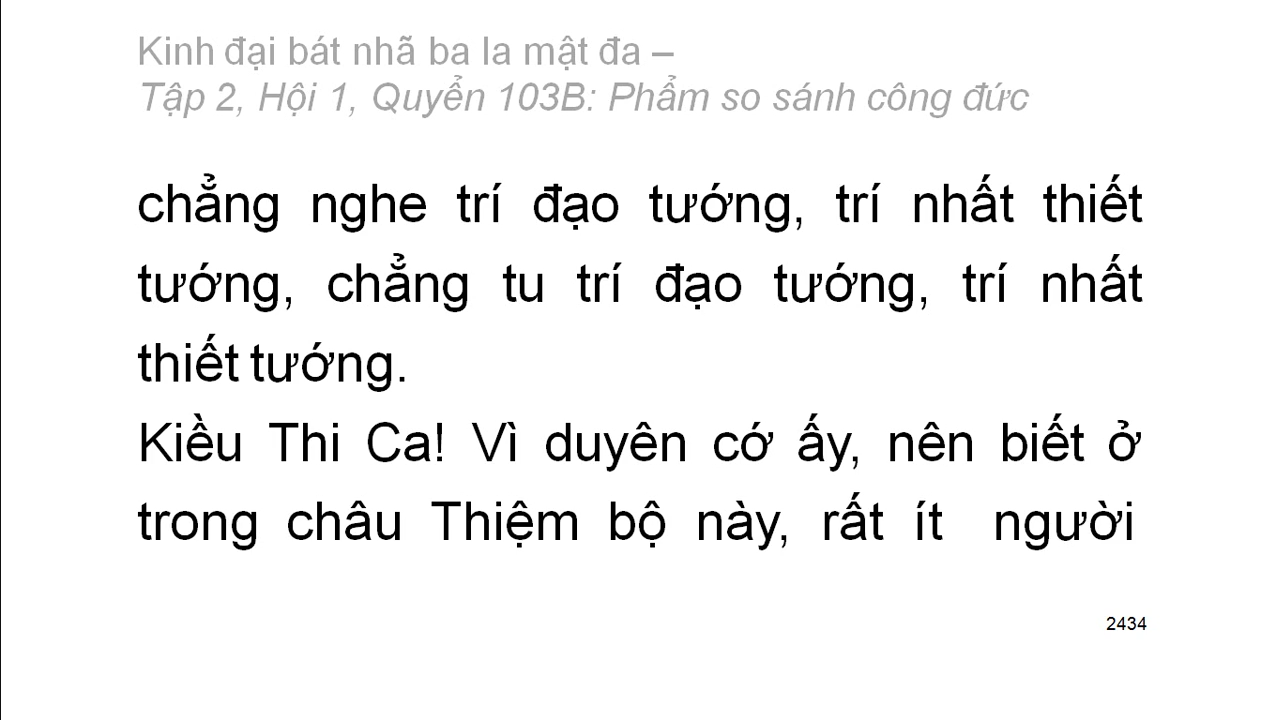 Kinh đại bát nhã ba la mật đa –
Tập 2, Hội 1, Quyển 103B: Phẩm so sánh công đức
chẳng nghe trí đạo tướng, trí nhất thiết
tướng, chẳng tu trí đạo tướng, trí nhất
thiết tướng.
Kiều Thi Ca! Vì duyên cớ ấy, nên biết ở
trong châu Thiệm bộ này, rất ít người
2434